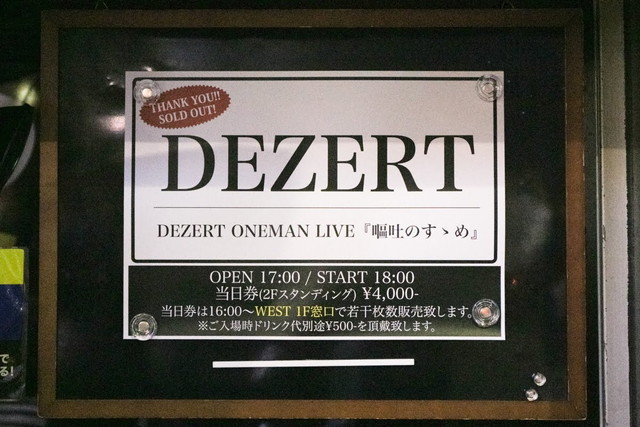 THANK YOU!!
SOLD OUT!
DEZERT
DEZERT ONEMAN LIVE『嘔吐のすゝめ』
OPEN 17:00 / START 18:00
当日券(2Fスタンディング) ¥4,000-
当日券は16:00〜WEST 1F窓口で若干枚数販売致します。
※ご入場時ドリンク代別途¥500-を頂戴致します。
で
る!